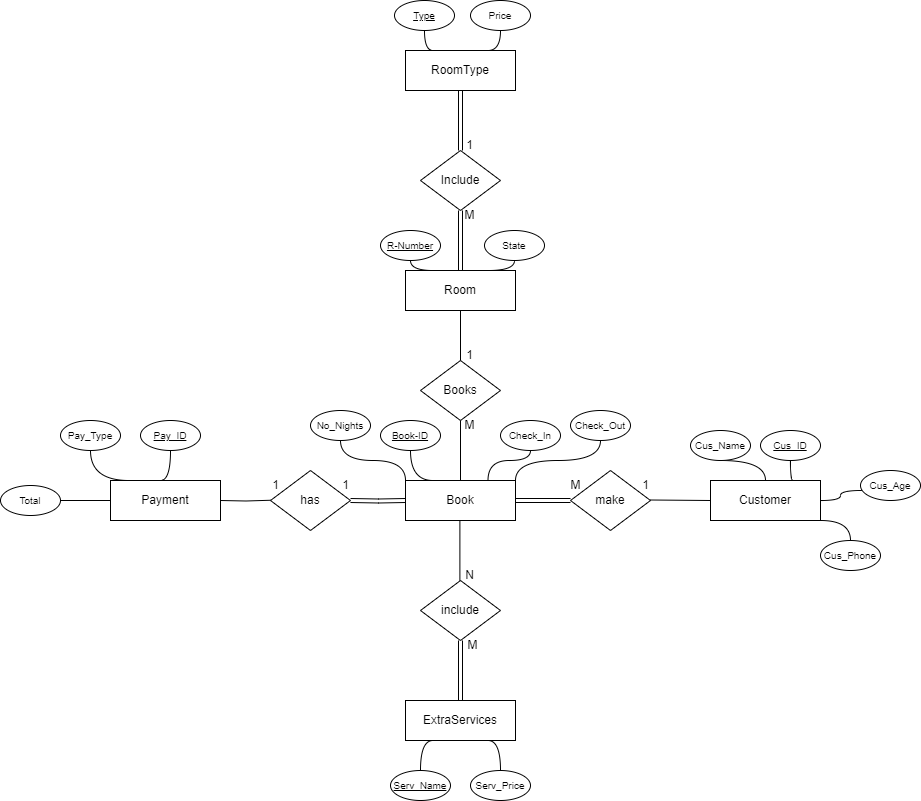 Type
Price
RoomType
1
Include
M
R-Number
State
Room
1
Books
M
No_Nights
Book-ID
Check_In
Check_Out
Pay_Type
Pay_ID
Cus_Name
Cus_ID
Total
Payment
1
has
1
Book
M
make
1
Customer
Cus_Age
Cus_Phone
N
include
M
ExtraServices
Serv_Name
Serv_Price